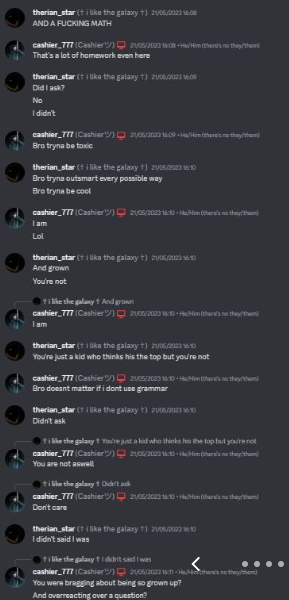 therian_star († i like the galaxy †) 21/05/2023 16:08
AND A FUCKING MATH
cashier_777 (Cashierツ) 21/05/2023 16:08 • He/Him (there's no they/them)
That's a lot of homework even here
therian_star († i like the galaxy †) 21/05/2023 16:09
Did I ask?
No
I didn't
cashier_777 (Cashierツ) 21/05/2023 16:09 • He/Him (there's no they/them)
Bro tryna be toxic
therian_star († i like the galaxy †) 21/05/2023 16:10
Bro tryna outsmart every possible way
Bro tryna be cool
cashier_777 (Cashierツ) 21/05/2023 16:10 • He/Him (there's no they/them)
I am
Lol
therian_star († i like the galaxy †) 21/05/2023 16:10
And grown
You're not
† i like the galaxy † And grown
cashier_777 (Cashierツ) 21/05/2023 16:10 • He/Him (there's no they/them)
I am
therian_star († i like the galaxy †) 21/05/2023 16:10
You're just a kid who thinks his the top but you're not
cashier_777 (Cashierツ) 21/05/2023 16:10 • He/Him (there's no they/them)
Bro doesnt matter if i dont use grammar
therian_star († i like the galaxy †) 21/05/2023 16:10
Didn't ask
† i like the galaxy † You're just a kid who thinks his the top but you're not
cashier_777 (Cashierツ) 21/05/2023 16:10 • He/Him (there's no they/them)
You are not aswell
† i like the galaxy † Didn't ask
cashier_777 (Cashierツ) 21/05/2023 16:10 • He/Him (there's no they/them)
Don't care
therian_star († i like the galaxy †) 21/05/2023 16:10
I didn't said I was
† i like the galaxy † I didn't said I was
cashier_777 (Cashierツ) 21/05/2023 16:11 • He/Him (there's no they/them)
You were bragging about being so grown up?
And overreacting over a question?